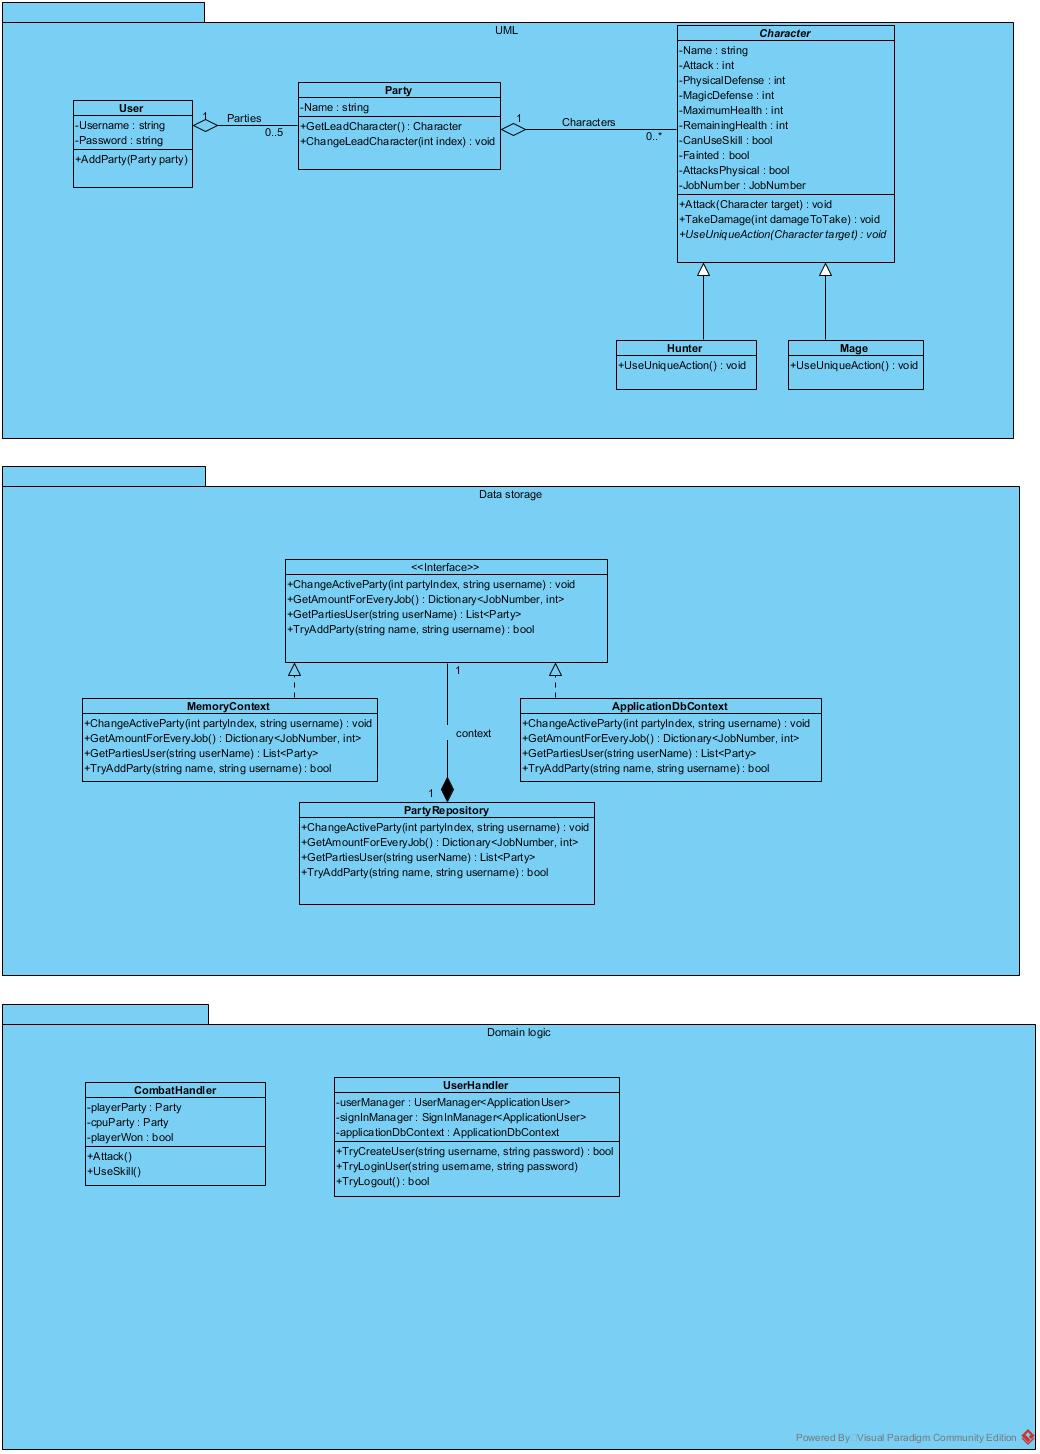 UML
Character
-Name : string
-Attack : int
-PhysicalDefense : int
-MagicDefense : int
-MaximumHealth : int
-RemainingHealth : int
-CanUseSkill : bool
-Fainted : bool
-AttacksPhysical : bool
-JobNumber : JobNumber
+Attack(Character target) : void
+TakeDamage(int damageToTake) : void
+UseUniqueAction(Character target) : void
Party
-Name : string
+GetLeadCharacter() : Character
+ChangeLeadCharacter(int index) : void
User
-Username : string
-Password : string
+AddParty(Party party)
1
Parties
0..5
1
Characters
0..*
Hunter
+UseUniqueAction() : void
Mage
+UseUniqueAction() : void
Data storage
<<Interface>>
+ChangeActiveParty(int partyIndex, string username) : void
+GetAmountForEveryJob() : Dictionary<JobNumber, int>
+GetPartiesUser(string userName) : List<Party>
+TryAddParty(string name, string username) : bool
1
context
1
MemoryContext
+ChangeActiveParty(int partyIndex, string username) : void
+GetAmountForEveryJob() : Dictionary<JobNumber, int>
+GetPartiesUser(string userName) : List<Party>
+TryAddParty(string name, string username) : bool
ApplicationDbContext
+ChangeActiveParty(int partyIndex, string username) : void
+GetAmountForEveryJob() : Dictionary<JobNumber, int>
+GetPartiesUser(string userName) : List<Party>
+TryAddParty(string name, string username) : bool
PartyRepository
+ChangeActiveParty(int partyIndex, string username) : void
+GetAmountForEveryJob() : Dictionary<JobNumber, int>
+GetPartiesUser(string userName) : List<Party>
+TryAddParty(string name, string username) : bool
Domain logic
CombatHandler
-playerParty : Party
-cpuParty : Party
-playerWon : bool
+Attack()
+UseSkill()
UserHandler
-userManager : UserManager<ApplicationUser>
-signInManager : SignInManager<ApplicationUser>
-applicationDbContext : ApplicationDbContext
+TryCreateUser(string username, string password) : bool
+TryLoginUser(string username, string password)
+TryLogout() : bool
Powered By Visual Paradigm Community Edition